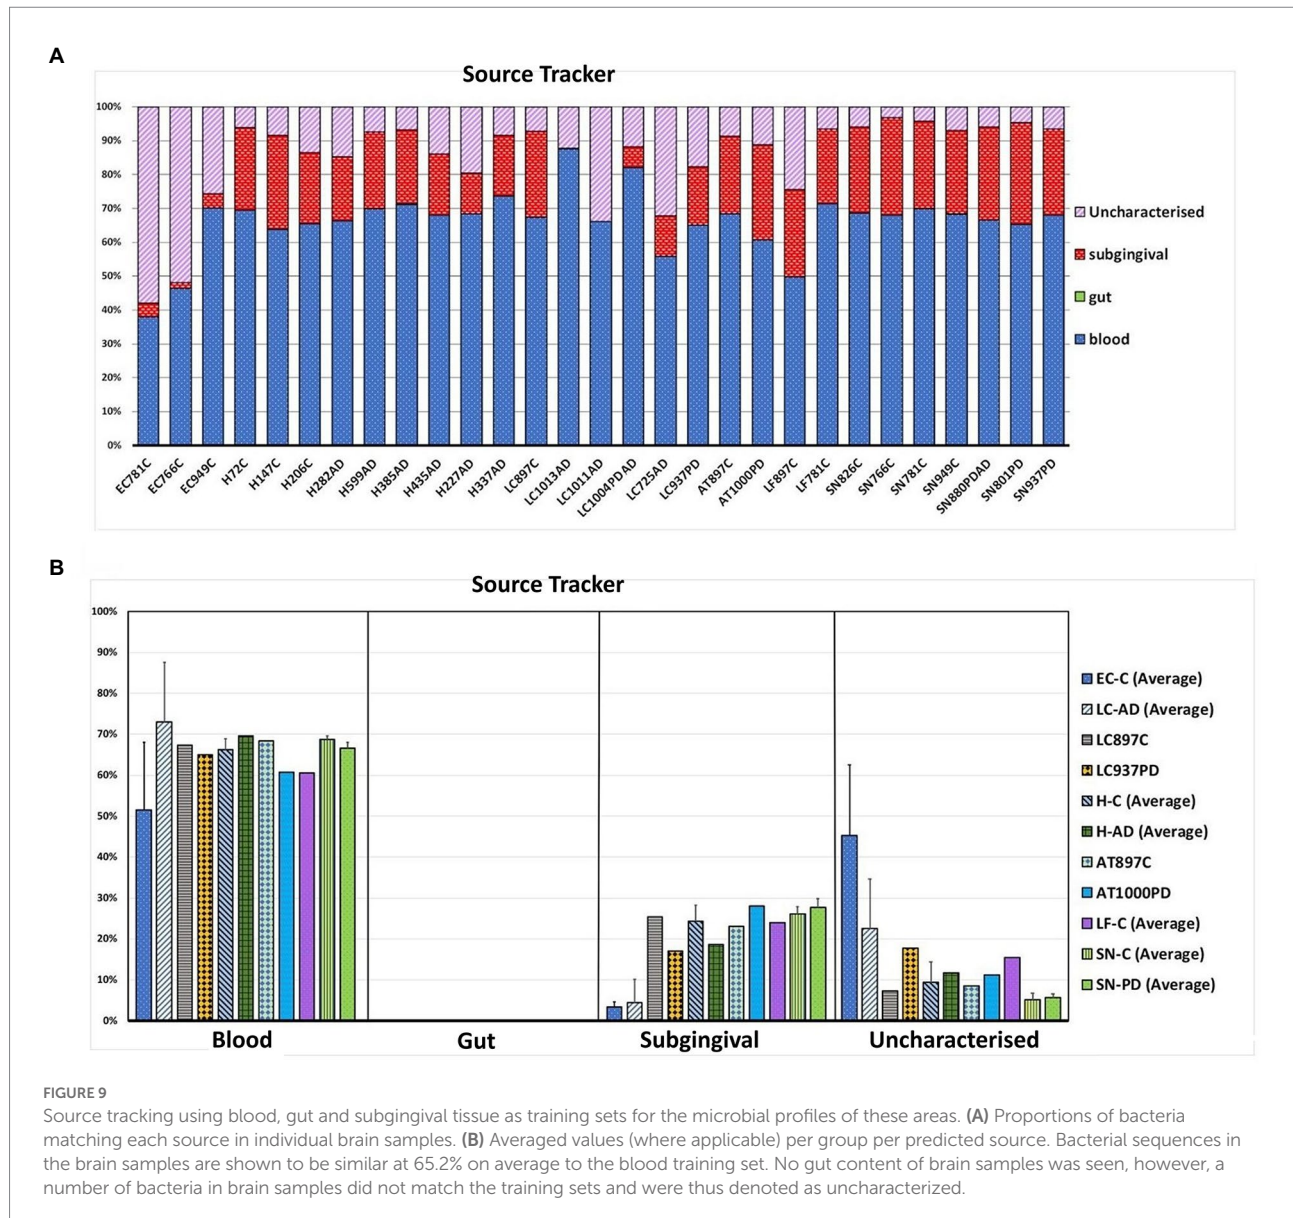 A
Source Tracker
100%
90%
80%
70%
60%
50%
40%
30%
20%
10%
0%
EC781C
EC766C
EC949C
H72C
H147C
H206C
H282AD
H599AD
H385AD
H435AD
H227AD
H337AD
LC897C
LC1013AD
LC1011AD
LC1004PDAD
LC725AD
LC937PD
AT897C
AT1000PD
LF897C
LF781C
SN826C
SN766C
SN781C
SN949C
SN880PDAD
SN801PD
SN937PD
Uncharacterised
subgingival
gut
blood
B
Source Tracker
100%
90%
80%
70%
60%
50%
40%
30%
20%
10%
0%
Blood
Gut
Subgingival
Uncharacterised
EC-C (Average)
LC-AD (Average)
LC897C
LC937PD
H-C (Average)
H-AD (Average)
AT897C
AT1000PD
LF-C (Average)
SN-C (Average)
SN-PD (Average)
FIGURE 9
Source tracking using blood, gut and subgingival tissue as training sets for the microbial profiles of these areas. (A) Proportions of bacteria
matching each source in individual brain samples. (B) Averaged values (where applicable) per group per predicted source. Bacterial sequences in
the brain samples are shown to be similar at 65.2% on average to the blood training set. No gut content of brain samples was seen, however, a
number of bacteria in brain samples did not match the training sets and were thus denoted as uncharacterized.